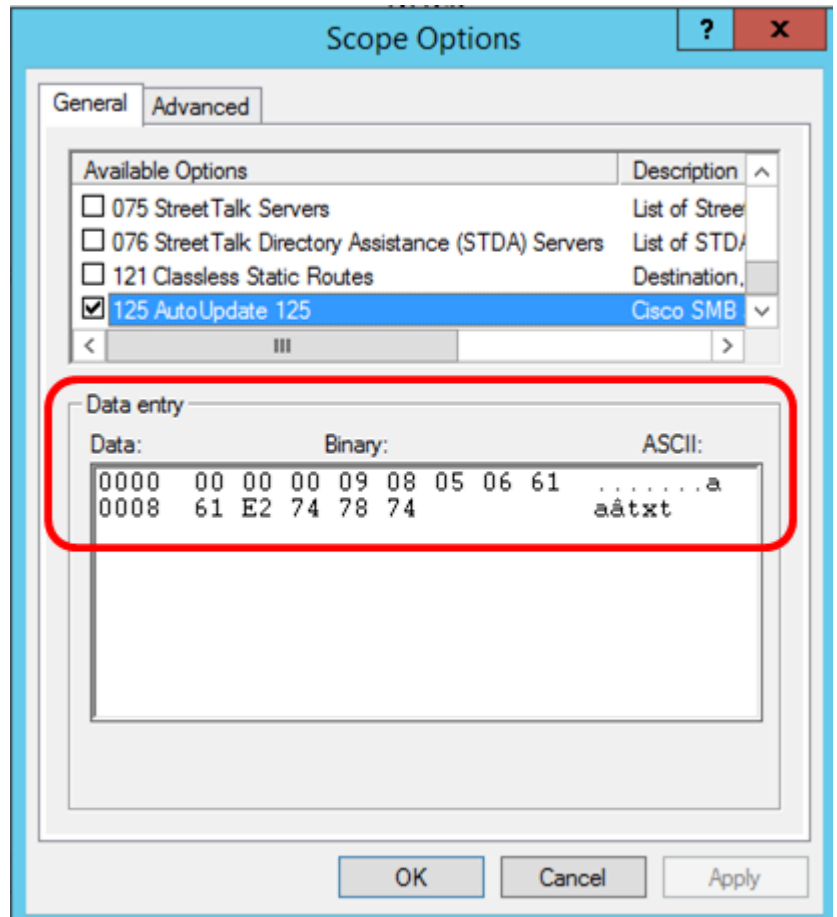 Scope Options
? x
General Advanced
Available Options Description
075 StreetTalk Servers List of Street
076 StreetTalk Directory Assistance (STDA) Servers List of STDA
121 Classless Static Routes Destination,
125 AutoUpdate 125 Cisco SMB
Data entry
Data: Binary: ASCII:
0000 00 00 00 09 08 05 06 61 .......a
0008 61 E2 74 78 74 aâtxt
OK Cancel Apply